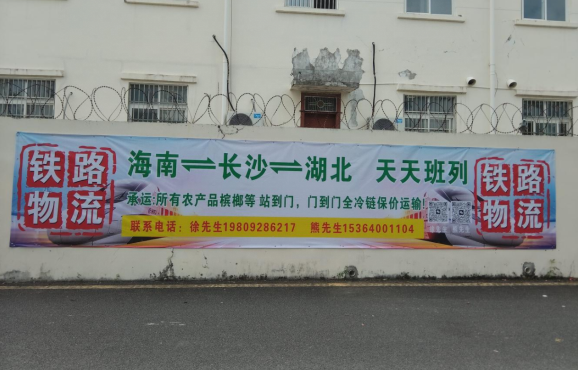 铁路
物流
海南⇌长沙⇌湖北 天天班列
承运:所有农产品槟榔等 站到门,门到门全冷链保价运输!
联系电话:徐先生19809286217 熊先生15364001104
铁路
物流